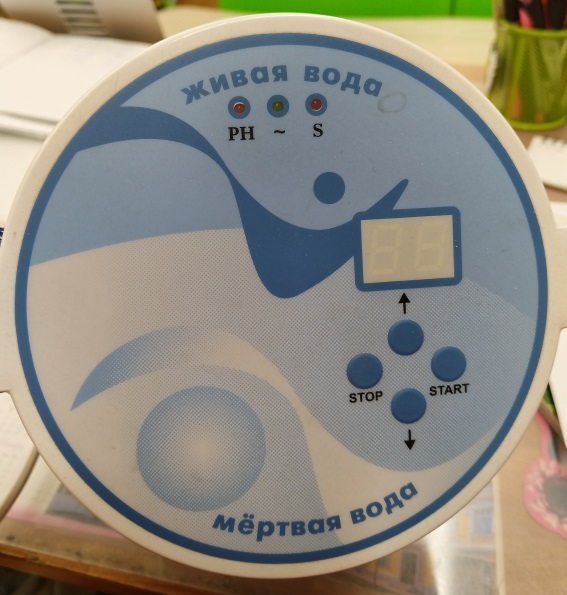 живая вода
PH ~ S
↑
STOP START
↓
мёртвая вода